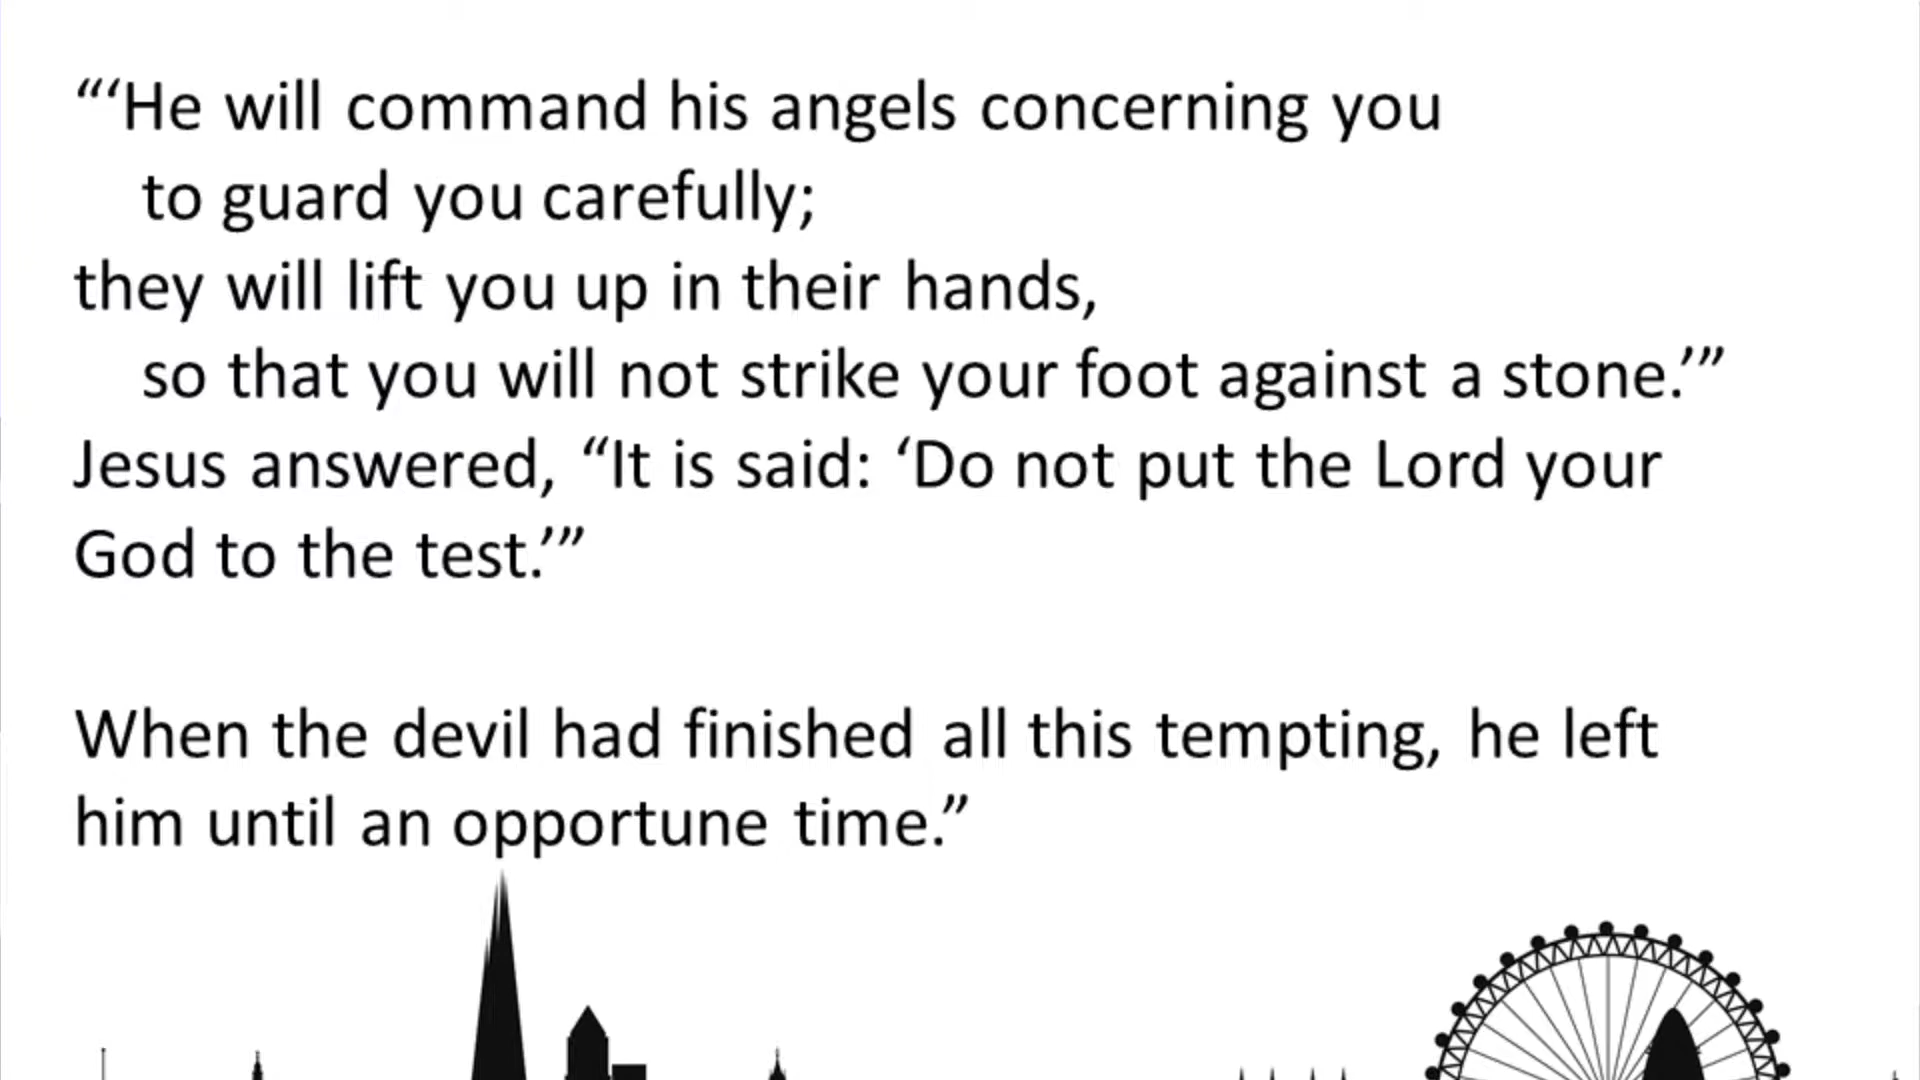 “‘He will command his angels concerning you
to guard you carefully;
they will lift you up in their hands,
so that you will not strike your foot against a stone.’”
Jesus answered, “It is said: ‘Do not put the Lord your
God to the test.’”
When the devil had finished all this tempting, he left
him until an opportune time.”